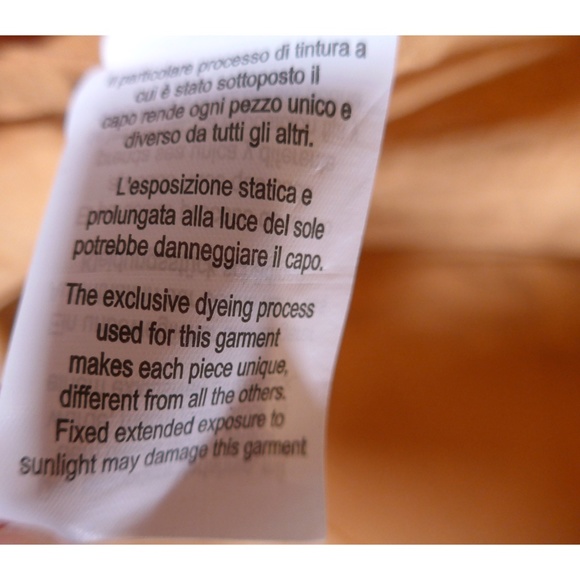 Il particolare processo di tintura a
cui è stato sottoposto il
capo rende ogni pezzo unico e
diverso da tutti gli altri.
L'esposizione statica e
prolungata alla luce del sole
potrebbe danneggiare il capo.
The exclusive dyeing process
used for this garment
makes each piece unique,
different from all the others.
Fixed extended exposure to
sunlight may damage this garment